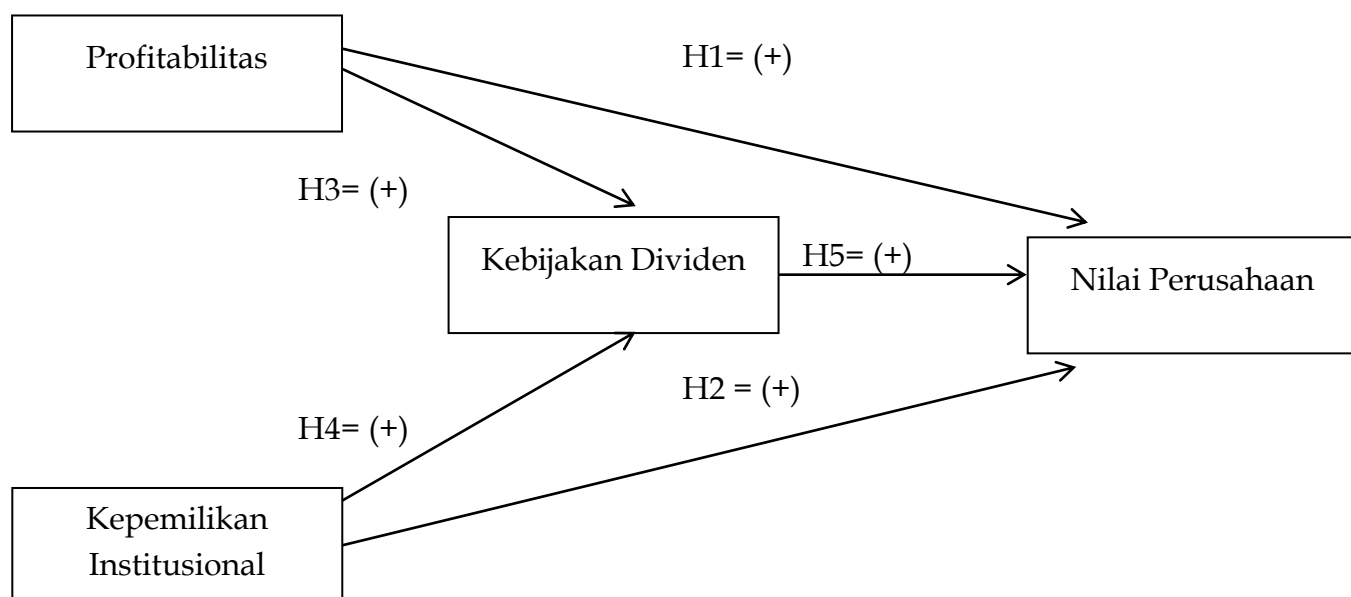 Profitabilitas
H1= (+)
H3= (+)
Kebijakan Dividen
H5= (+)
Nilai Perusahaan
H2 = (+)
H4= (+)
Kepemilikan
Institusional